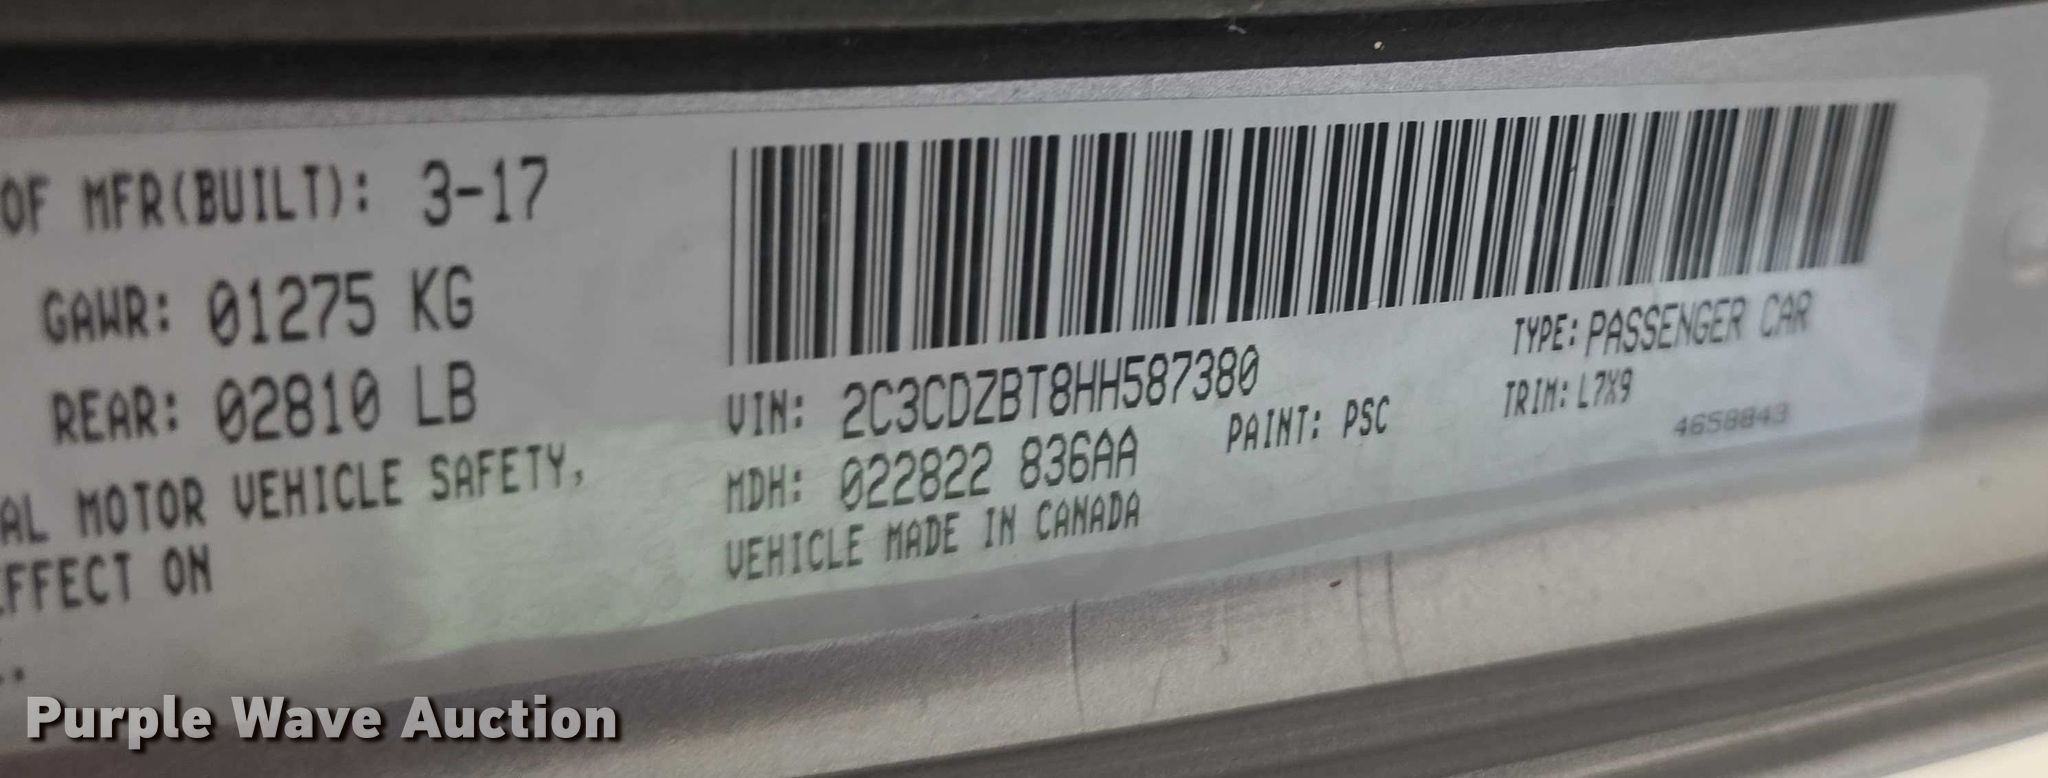 OF MFR(BUILT): 3-17
GAWR: 01275 KG
REAR: 02810 LB
AL MOTOR VEHICLE SAFETY,
EFFECT ON
VIN: 2C3CDZBT8HH587380
TYPE: PASSENGER CAR
MDH: 022822 836AA
PAINT: PSC
TRIM: L7X9
4658843
VEHICLE MADE IN CANADA
Purple Wave Auction